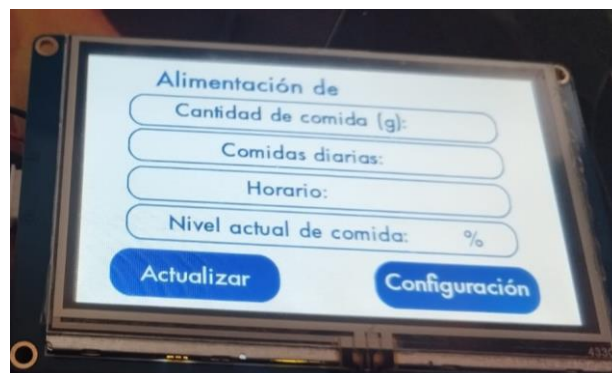 Alimentación de
Cantidad de comida (g):
Comidas diarias:
Horario:
Nivel actual de comida: %
Actualizar Configuración